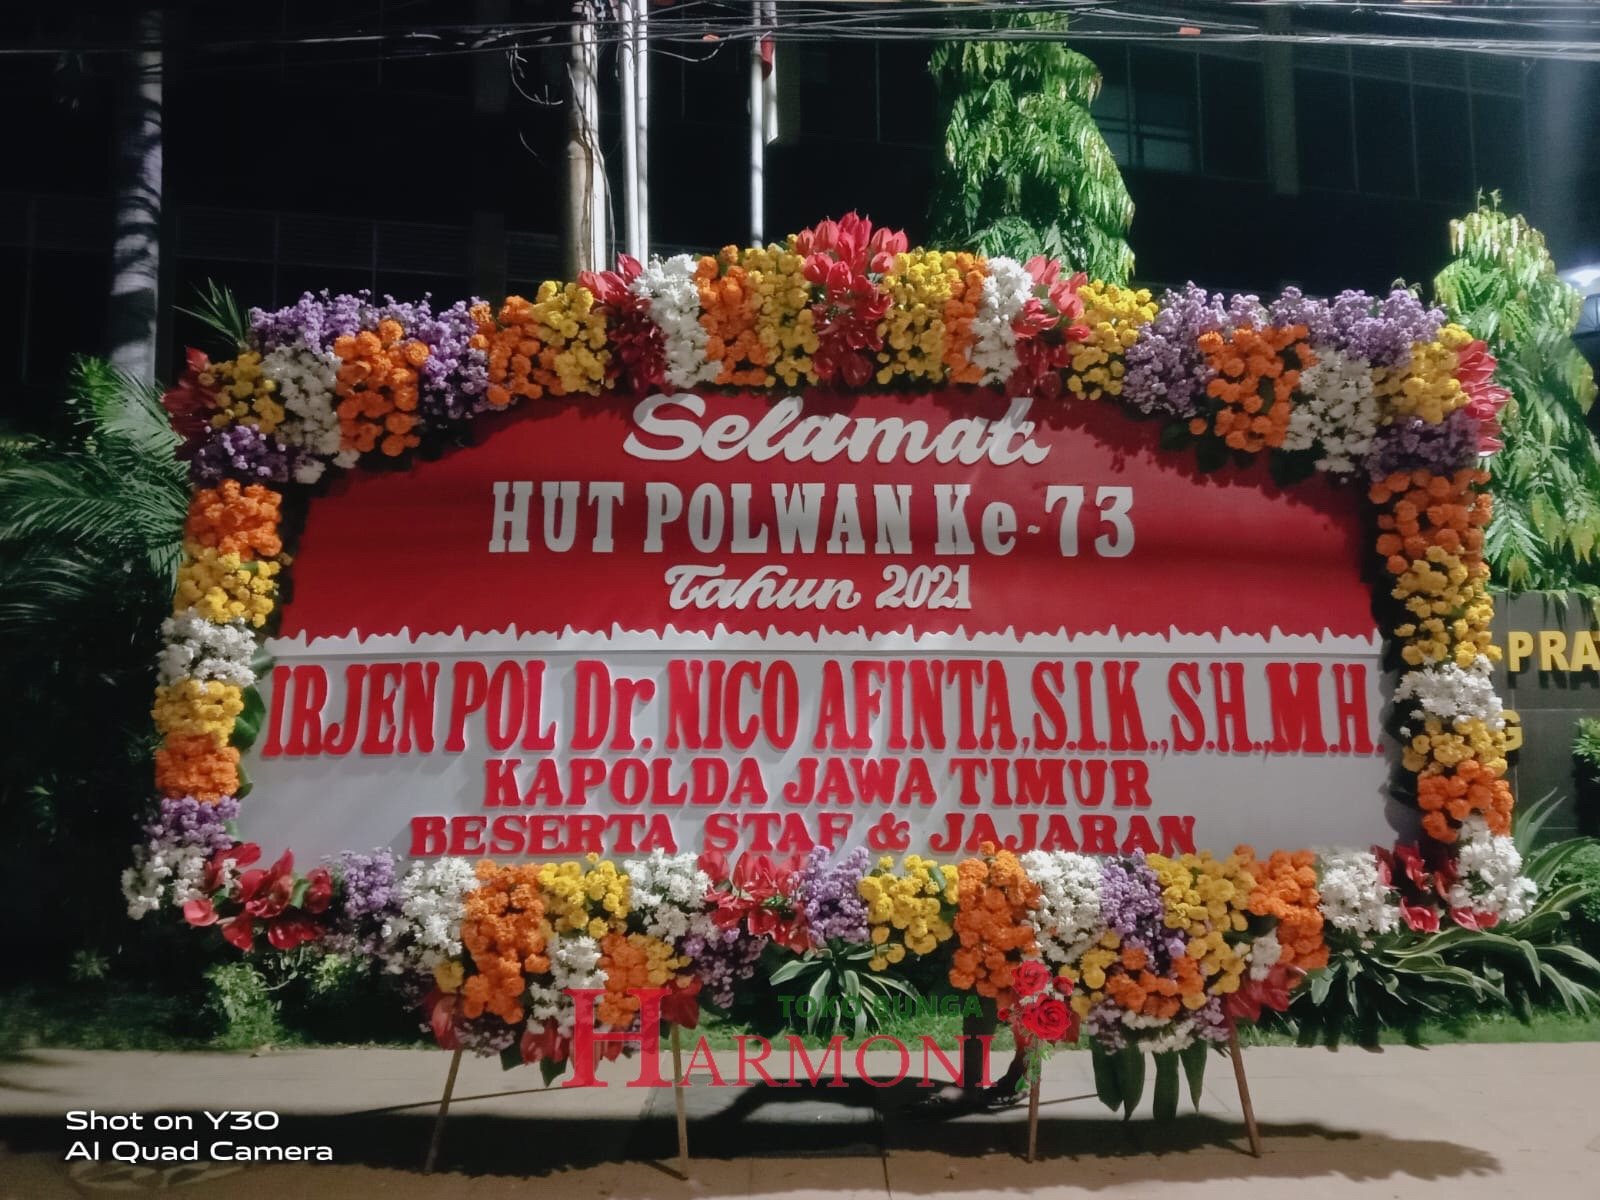 Selamat
HUT POLWAN Ke-73
Tahun 2021
IRJEN POL Dr. NICO AFINTA, S.I.K., S.H., M.H.
KAPOLDA JAWA TIMUR
BESERTA STAF & JAJARAN
TOKO BUNGA
HARMONI
Shot on Y30
AI Quad Camera